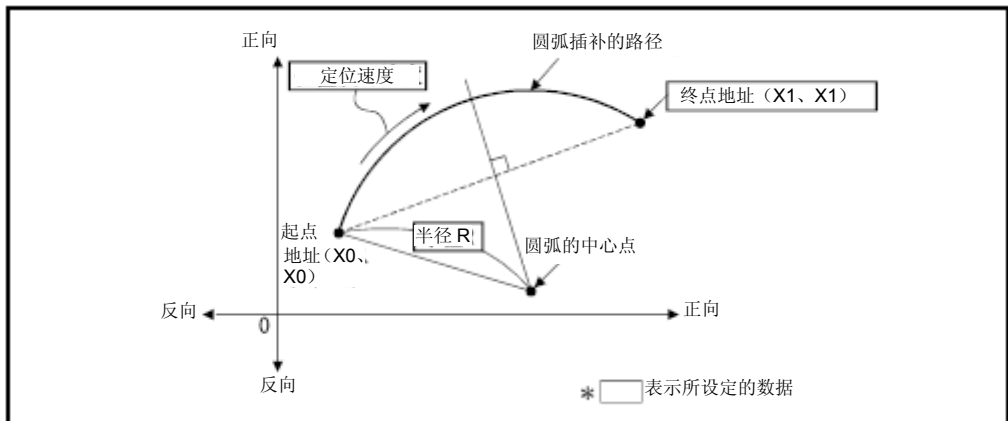 正向
圆弧插补的路径
定位速度
终点地址（X1、X1）
起点
地址（X0、
X0）
半径 R
圆弧的中心点
反向
正向
0
反向
*
表示所设定的数据